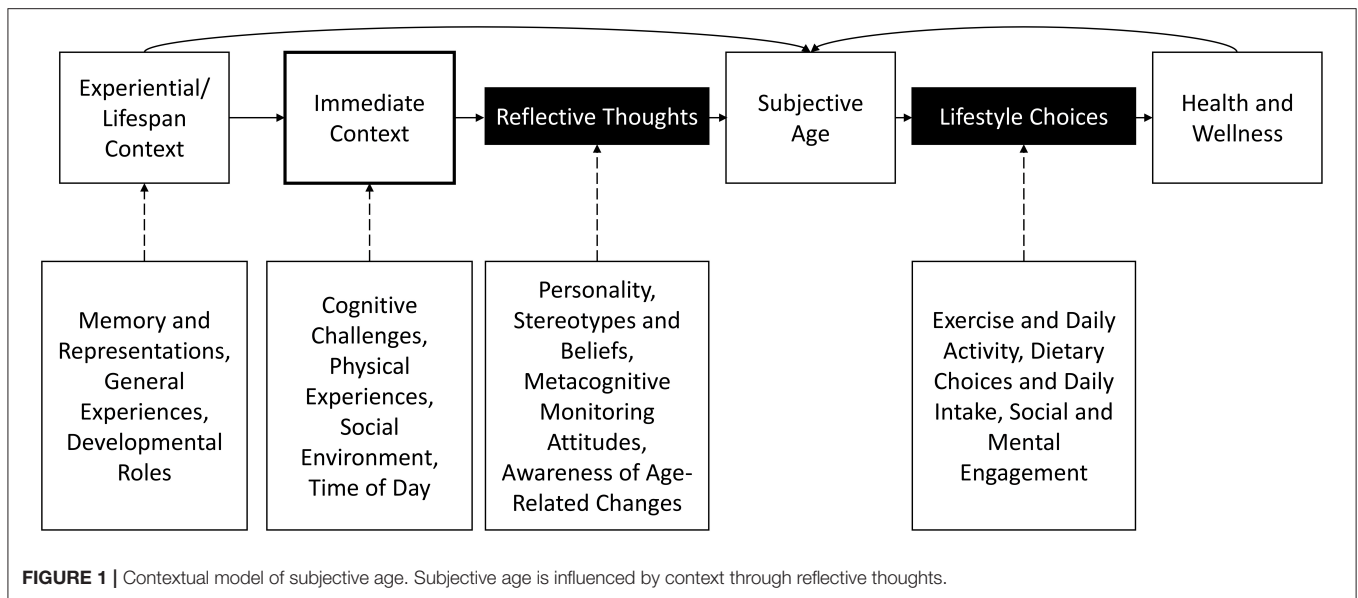 Experiential/
Lifespan
Context
Immediate
Context
Reflective Thoughts
Subjective
Age
Lifestyle Choices
Health and
Wellness
Memory and
Representations,
General
Experiences,
Developmental
Roles
Cognitive
Challenges,
Physical
Experiences,
Social
Environment,
Time of Day
Personality,
Stereotypes and
Beliefs,
Metacognitive
Monitoring
Attitudes,
Awareness of Age-
Related Changes
Exercise and Daily
Activity, Dietary
Choices and Daily
Intake, Social and
Mental
Engagement
FIGURE 1 | Contextual model of subjective age. Subjective age is influenced by context through reflective thoughts.